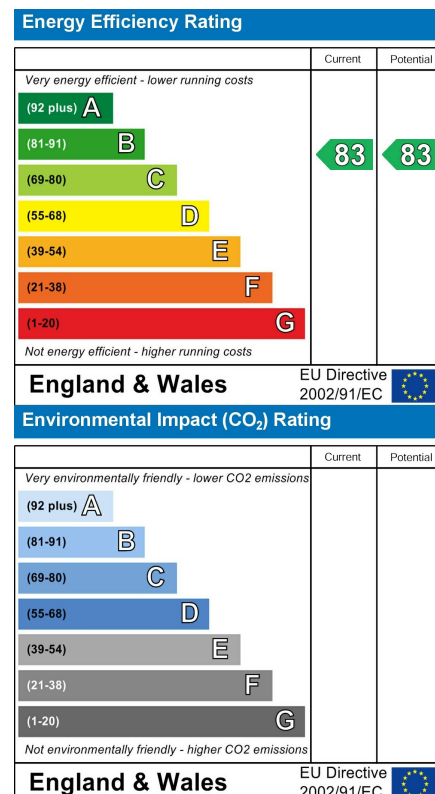 Energy Efficiency Rating
Current Potential
Very energy efficient - lower running costs
(92 plus) A
(81-91) B
83 83
(69-80) C
(55-68) D
(39-54) E
(21-38) F
(1-20) G
Not energy efficient - higher running costs
England & Wales
EU Directive
2002/91/EC
Environmental Impact (CO₂) Rating
Current Potential
Very environmentally friendly - lower CO2 emissions
(92 plus) A
(81-91) B
(69-80) C
(55-68) D
(39-54) E
(21-38) F
(1-20) G
Not environmentally friendly - higher CO2 emissions
England & Wales
EU Directive
2002/91/EC